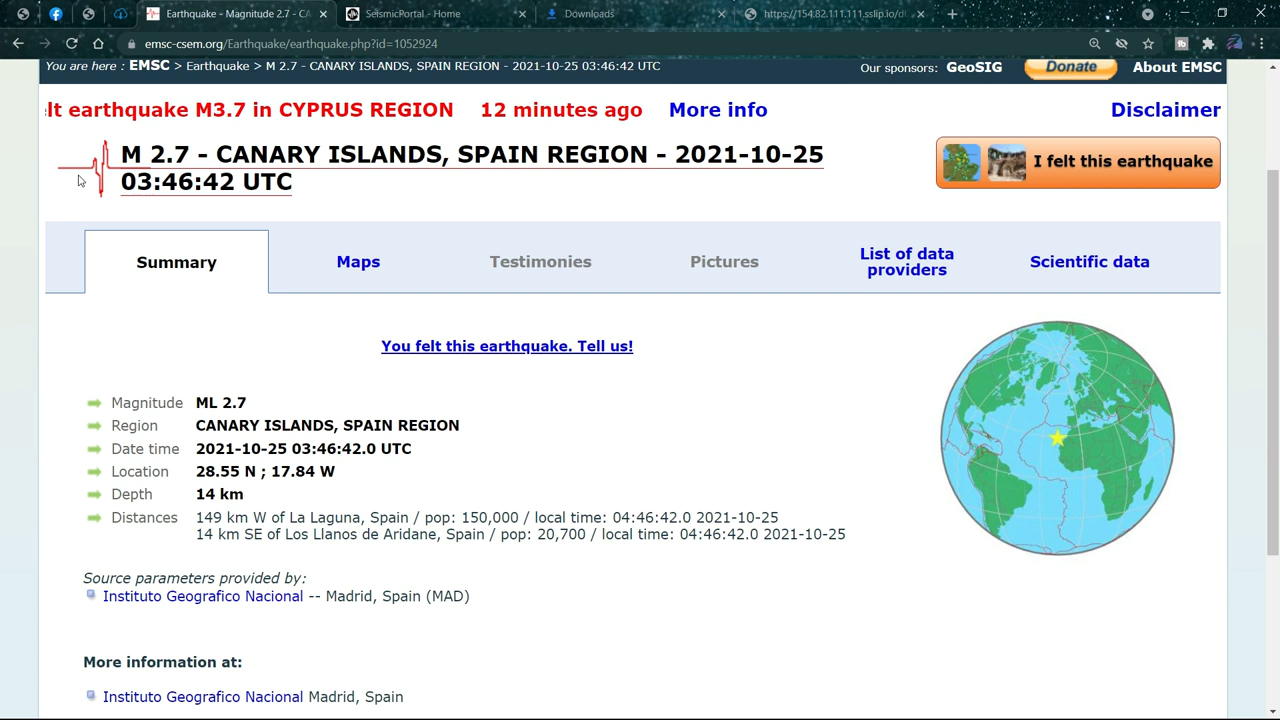 Earthquake - Magnitude 2.7 - CA
SeismicPortal - Home
Downloads
https://154.82.111.111.sslip.io/d
emsc-csem.org/Earthquake/earthquake.php?id=1052924
You are here : EMSC > Earthquake > M 2.7 - CANARY ISLANDS, SPAIN REGION - 2021-10-25 03:46:42 UTC
Our sponsors: GeoSIG
Donate
About EMSC
lt earthquake M3.7 in CYPRUS REGION 12 minutes ago More info
Disclaimer
M 2.7 - CANARY ISLANDS, SPAIN REGION - 2021-10-25
03:46:42 UTC
I felt this earthquake
Summary
Maps
Testimonies
Pictures
List of data
providers
Scientific data
You felt this earthquake. Tell us!
Magnitude ML 2.7
Region CANARY ISLANDS, SPAIN REGION
Date time 2021-10-25 03:46:42.0 UTC
Location 28.55 N ; 17.84 W
Depth 14 km
Distances 149 km W of La Laguna, Spain / pop: 150,000 / local time: 04:46:42.0 2021-10-25
14 km SE of Los Llanos de Aridane, Spain / pop: 20,700 / local time: 04:46:42.0 2021-10-25
Source parameters provided by:
Instituto Geografico Nacional -- Madrid, Spain (MAD)
More information at:
Instituto Geografico Nacional Madrid, Spain